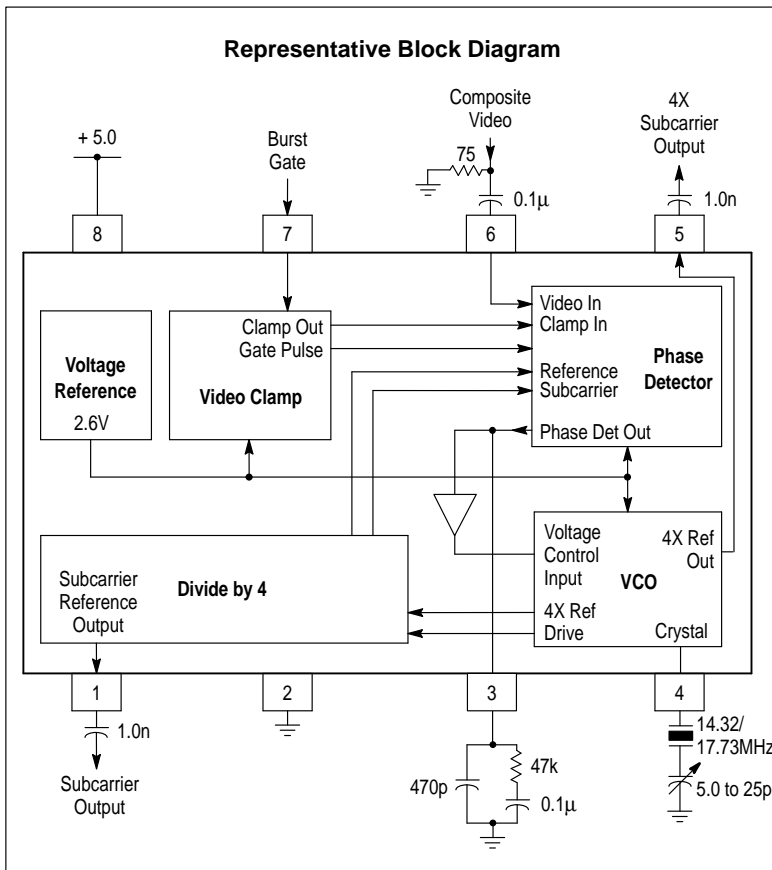 Representative Block Diagram
+ 5.0
Burst
Gate
Composite
Video
75
0.1µ
4X
Subcarrier
Output
1.0n
8
7
6
5
Voltage
Reference
2.6V
Clamp Out
Gate Pulse
Video Clamp
Video In
Clamp In
Phase
Detector
Reference
Subcarrier
Phase Det Out
Subcarrier
Reference
Output
Divide by 4
Voltage
Control
Input
4X Ref
Out
VCO
4X Ref
Drive
Crystal
1
2
3
4
1.0n
Subcarrier
Output
470p
47k
0.1µ
14.32/
17.73MHz
5.0 to 25p